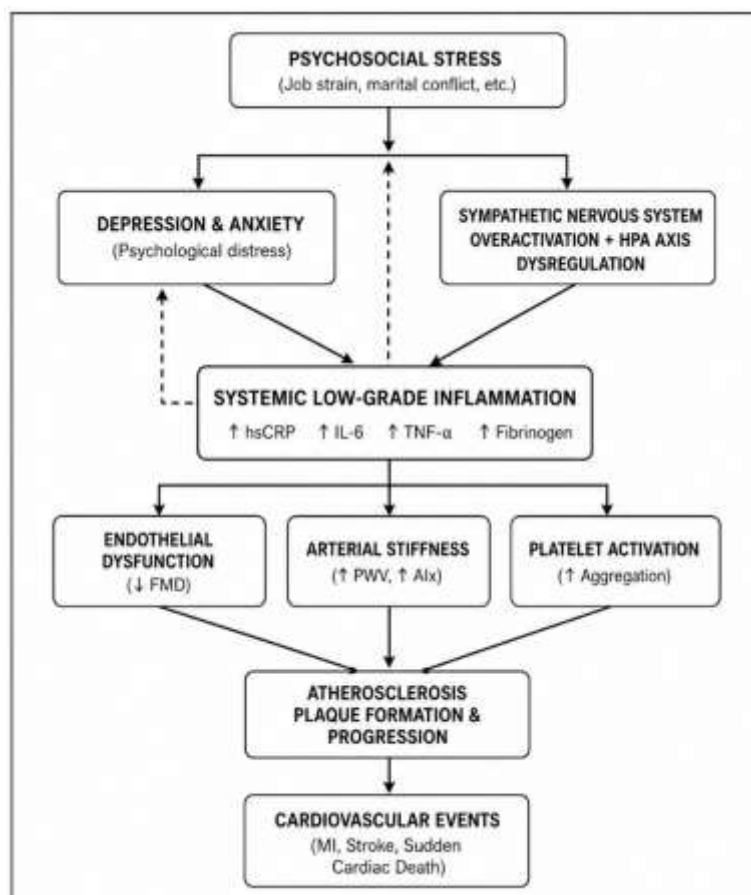 PSYCHOSOCIAL STRESS
(Job strain, marital conflict, etc.)
DEPRESSION & ANXIETY
(Psychological distress)
SYMPATHETIC NERVOUS SYSTEM
OVERACTIVATION + HPA AXIS
DYSREGULATION
SYSTEMIC LOW-GRADE INFLAMMATION
↑ hsCRP ↑ IL-6 ↑ TNF-α ↑ Fibrinogen
ENDOTHELIAL
DYSFUNCTION
(↓ FMD)
ARTERIAL STIFFNESS
(↑ PWV, ↑ AIx)
PLATELET ACTIVATION
(↑ Aggregation)
ATHEROSCLEROSIS
PLAQUE FORMATION &
PROGRESSION
CARDIOVASCULAR EVENTS
(MI, Stroke, Sudden
Cardiac Death)